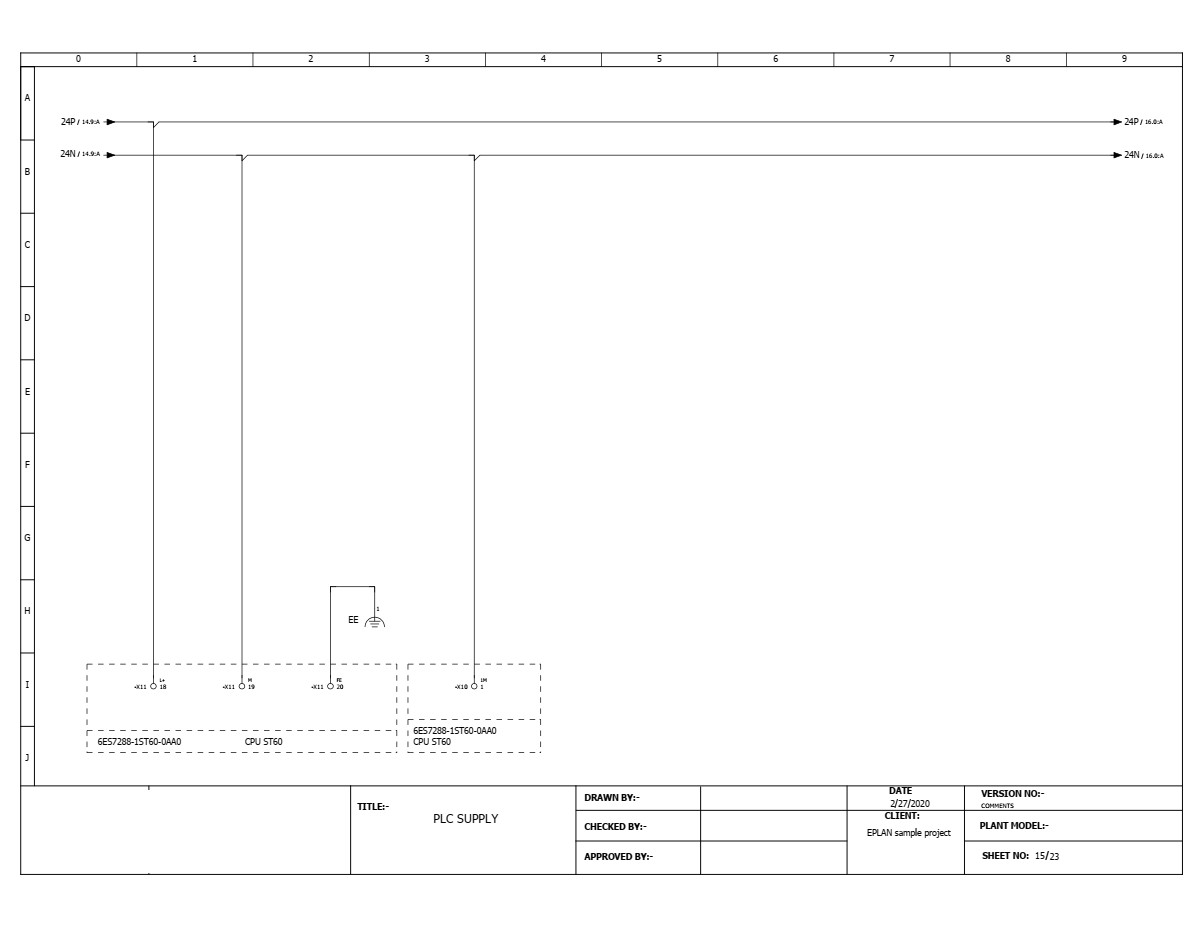 0 1 2 3 4 5 6 7 8 9
A
24P / 14.9:A 24P / 16.0:A
24N / 14.9:A 24N / 16.0:A
B
C
D
E
F
G
H
1
EE
I
L+ M FE 1M
-X11 18 -X11 19 -X11 20 -X10 1
6ES7288-1ST60-0AA0 CPU ST60
6ES7288-1ST60-0AA0
CPU ST60
J
TITLE:-
PLC SUPPLY
DRAWN BY:-
CHECKED BY:-
APPROVED BY:-
DATE
2/27/2020
CLIENT:
EPLAN sample project
VERSION NO:-
COMMENTS
PLANT MODEL:-
SHEET NO: 15/23